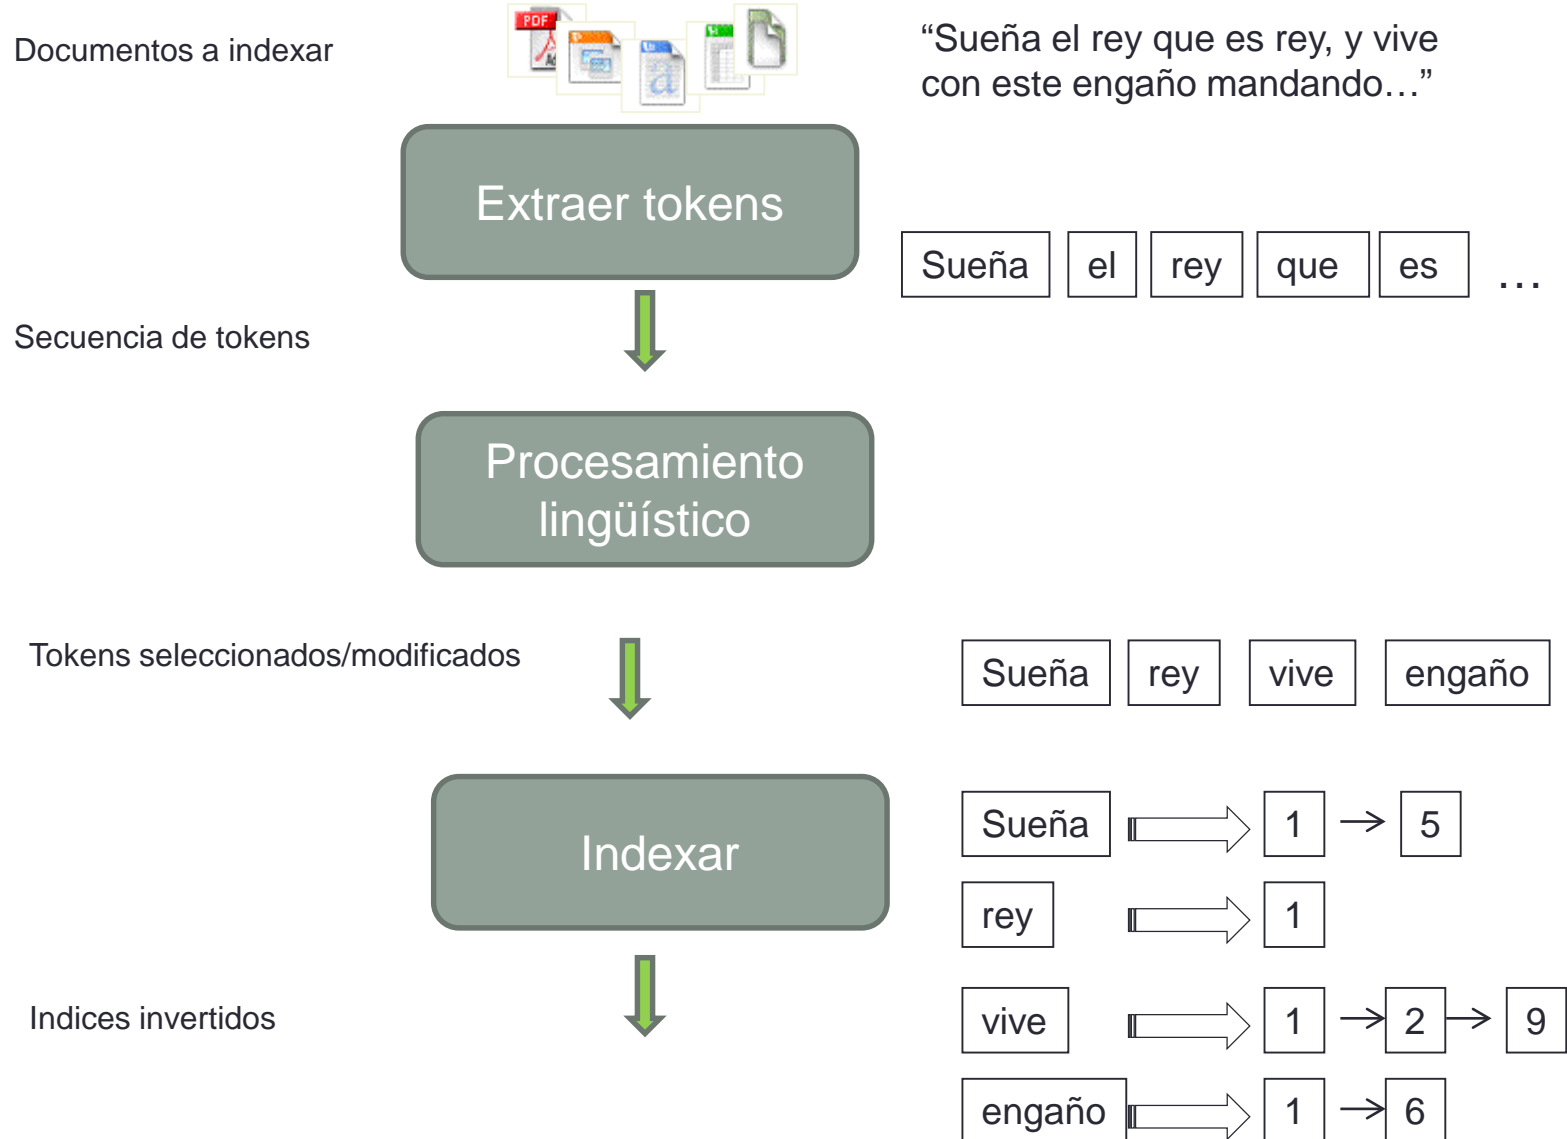 Documentos a indexar
PDF
“Sueña el rey que es rey, y vive
con este engaño mandando…”
Extraer tokens
Sueña el rey que es …
Secuencia de tokens
Procesamiento
lingüístico
Tokens seleccionados/modificados
Sueña rey vive engaño
Indexar
Sueña 1 5
rey 1
Indices invertidos
vive 1 2 9
engaño 1 6